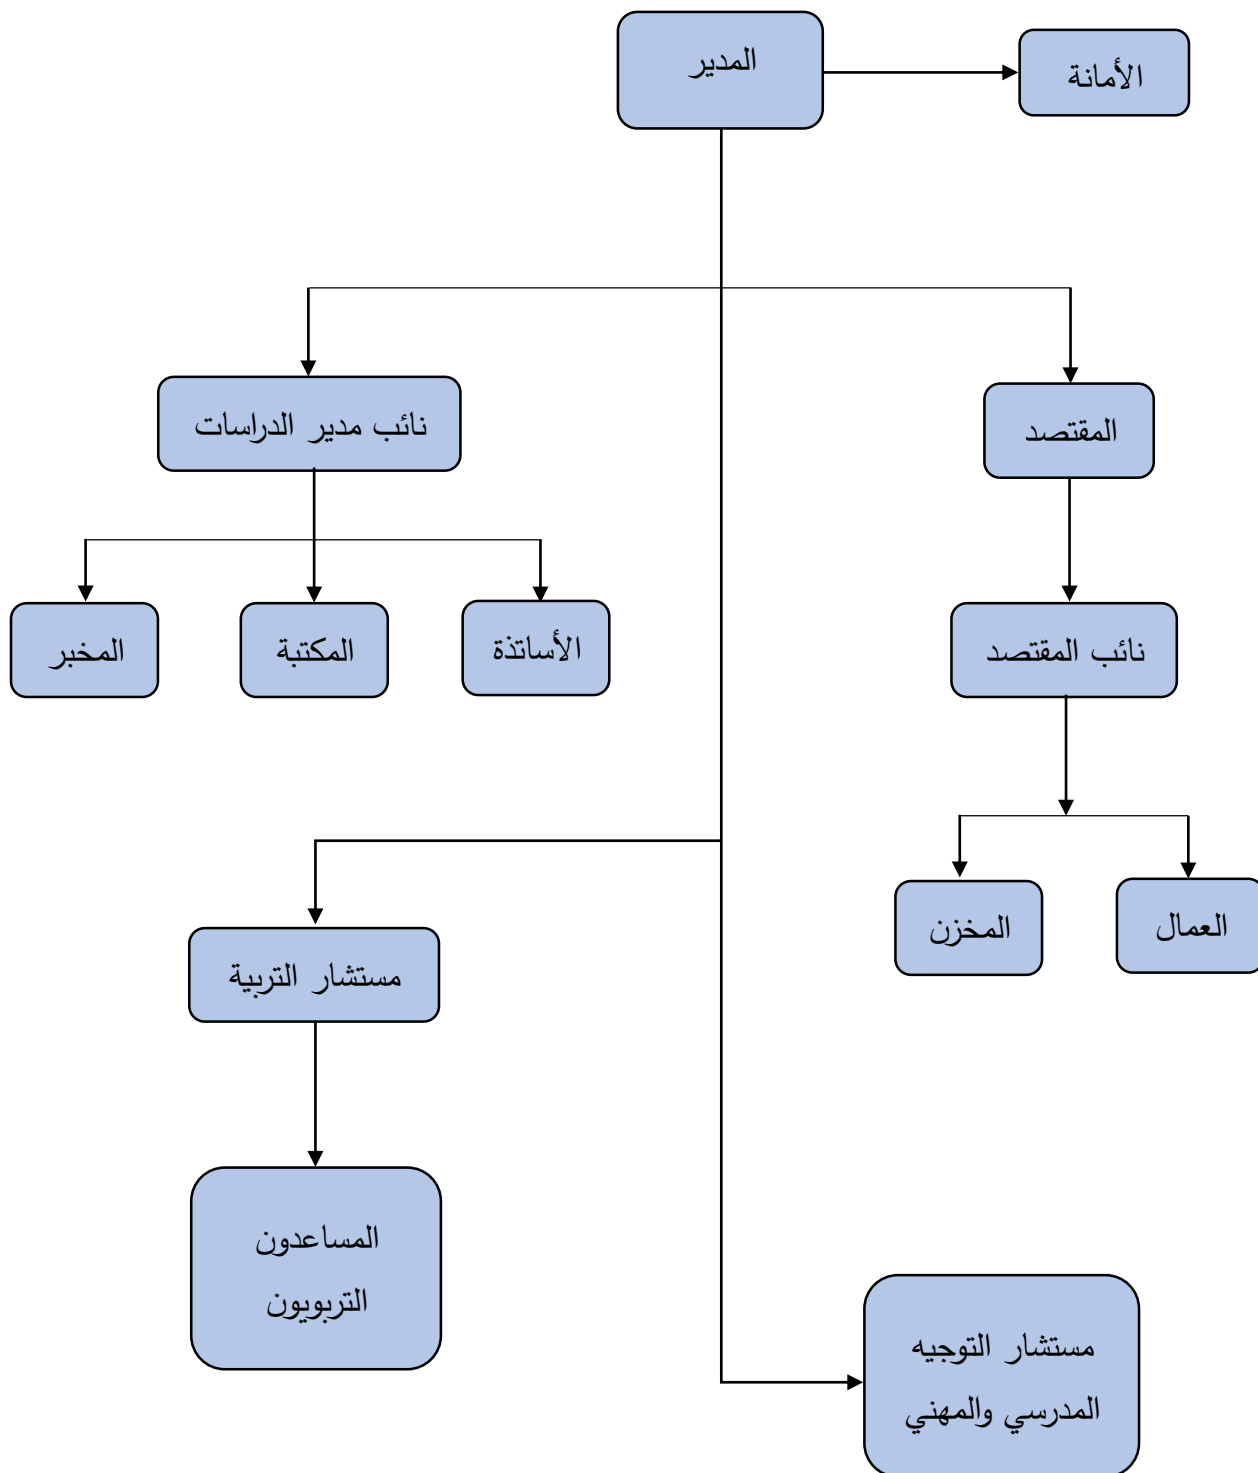 المدير
الأمانة
المقتصد
نائب مدير الدراسات
نائب المقتصد
الأساتذة
المكتبة
المخبر
العمال
المخزن
مستشار التربية
المساعدون
التربويون
مستشار التوجيه
المدرسي والمهني